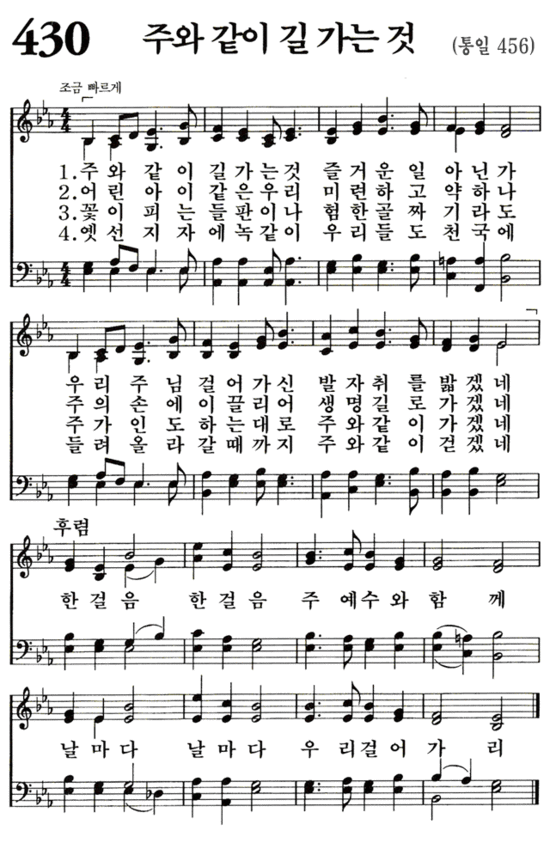 430 주와 같이 길 가는 것 (통일 456)
조금 빠르게
1.주 와 같 이 길 가 는 것 즐 거 운 일 아 닌 가
2.어 린 아 이 같 은 우 리 미 련 하 고 약 하 나
3.꽃 이 피 는 들 판 이 나 험 한 골 짜 기 라 도
4.옛 선 지 자 에 녹 같 이 우 리 들 도 천 국 에
우 리 주 님 걸 어 가 신 발 자 취 를 밟 겠 네
주 의 손 에 이 끌 리 어 생 명 길 로 가 겠 네
주 가 인 도 하 는 대 로 주 와 같 이 가 겠 네
들 려 올 라 갈 때 까 지 주 와 같 이 걷 겠 네
후렴
한 걸 음 한 걸 음 주 예 수 와 함 께
날 마 다 날 마 다 우 리 걸 어 가 리